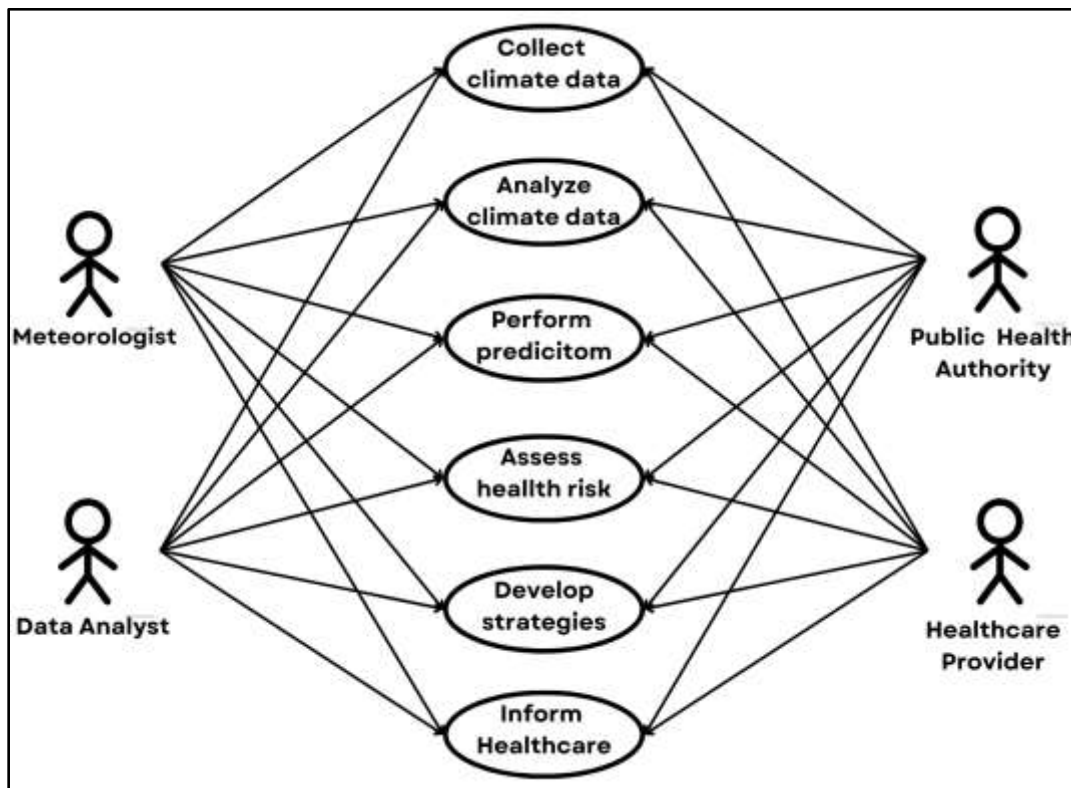 Collect
climate data
Analyze
climate data
Meteorologist
Perform
predicitom
Public Health
Authority
Assess
heallth risk
Data Analyst
Develop
strategies
Healthcare
Provider
Inform
Healthcare